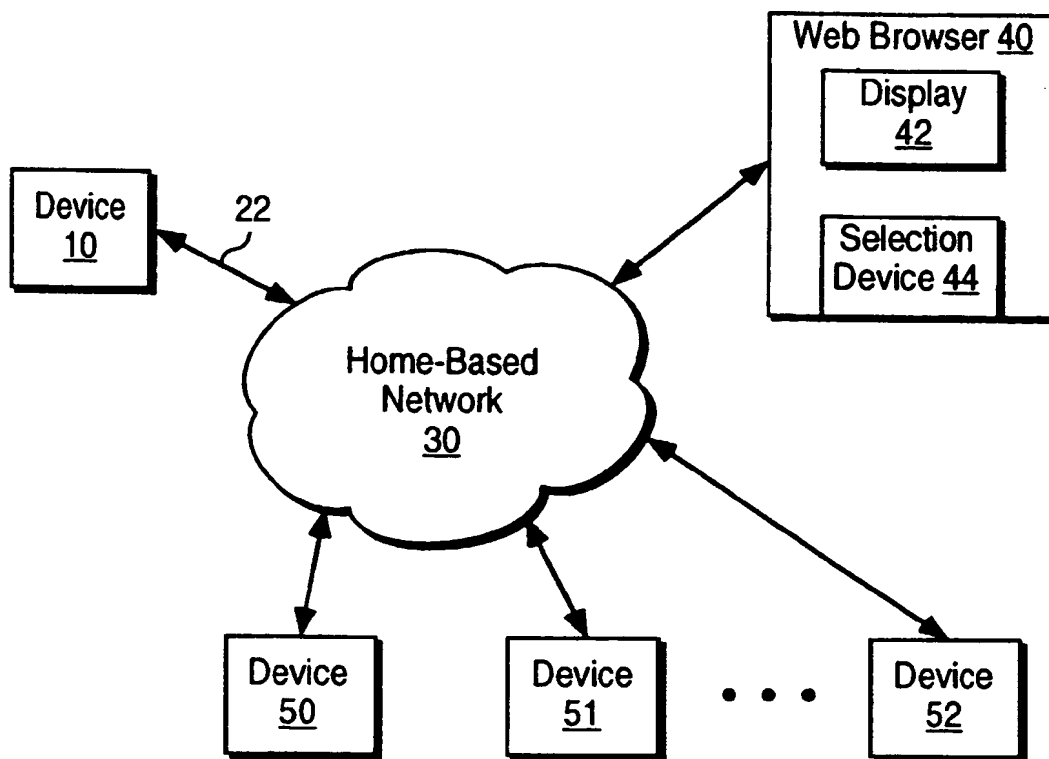 Web Browser 40
Display
42
Selection
Device 44
Device
10
22
Home-Based
Network
30
Device
50
Device
51
Device
52